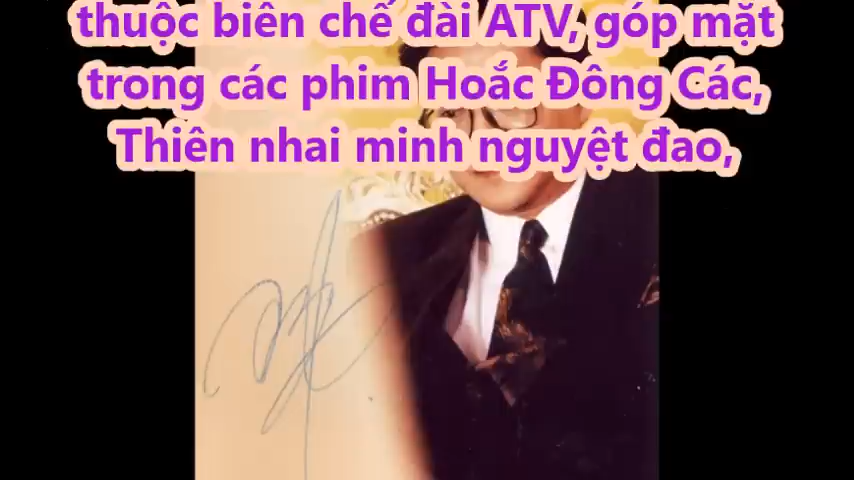 thuộc biên chế đài ATV, góp mặt
trong các phim Hoắc Đông Các,
Thiên nhai minh nguyệt đao,